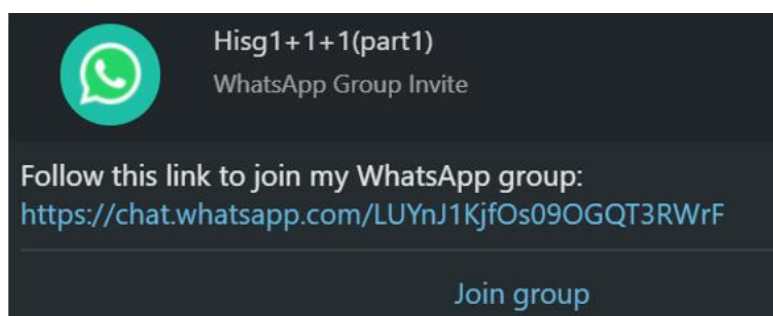 Hisg1+1+1(part1)
WhatsApp Group Invite
Follow this link to join my WhatsApp group:
https://chat.whatsapp.com/LUYnJ1KjfOs09OGQT3RWrF
Join group